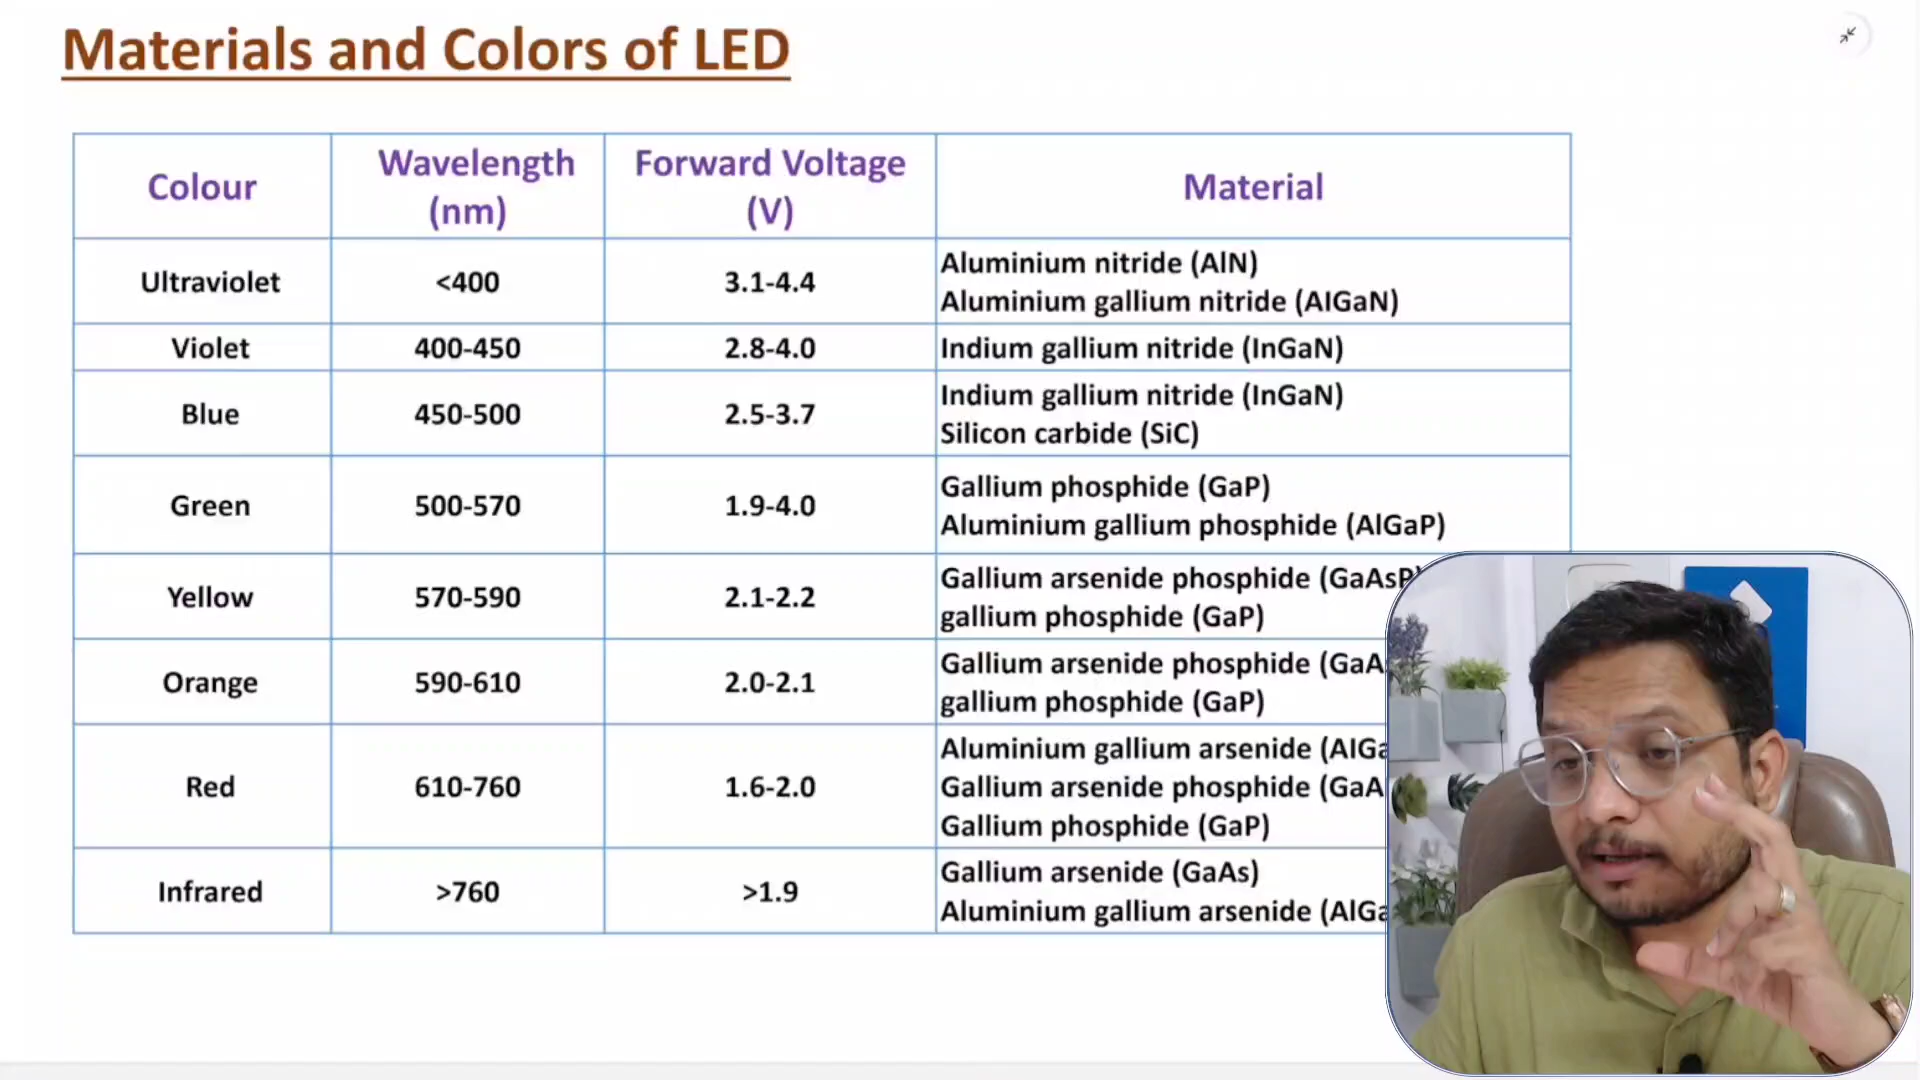 Materials and Colors of LED
Colour
Wavelength
(nm)
Forward Voltage
(V)
Material
Ultraviolet
<400
3.1-4.4
Aluminium nitride (AlN)
Aluminium gallium nitride (AlGaN)
Violet
400-450
2.8-4.0
Indium gallium nitride (InGaN)
Blue
450-500
2.5-3.7
Indium gallium nitride (InGaN)
Silicon carbide (SiC)
Green
500-570
1.9-4.0
Gallium phosphide (GaP)
Aluminium gallium phosphide (AlGaP)
Yellow
570-590
2.1-2.2
Gallium arsenide phosphide (GaAsP)
gallium phosphide (GaP)
Orange
590-610
2.0-2.1
Gallium arsenide phosphide
gallium phosphide (GaP)
Red
610-760
1.6-2.0
Aluminium gallium arsenide
Gallium arsenide phosphide
Gallium phosphide (GaP)
Infrared
>760
>1.9
Gallium arsenide (GaAs)
Aluminium gallium arsenide